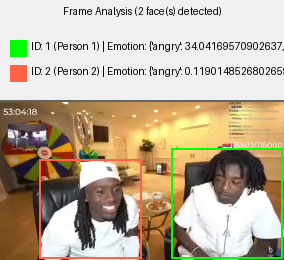 Frame Analysis (2 face(s) detected)
ID: 1 (Person 1) | Emotion: {'angry': 34.04169570902637,
ID: 2 (Person 2) | Emotion: {'angry': 0.119014852680265
53:04:18